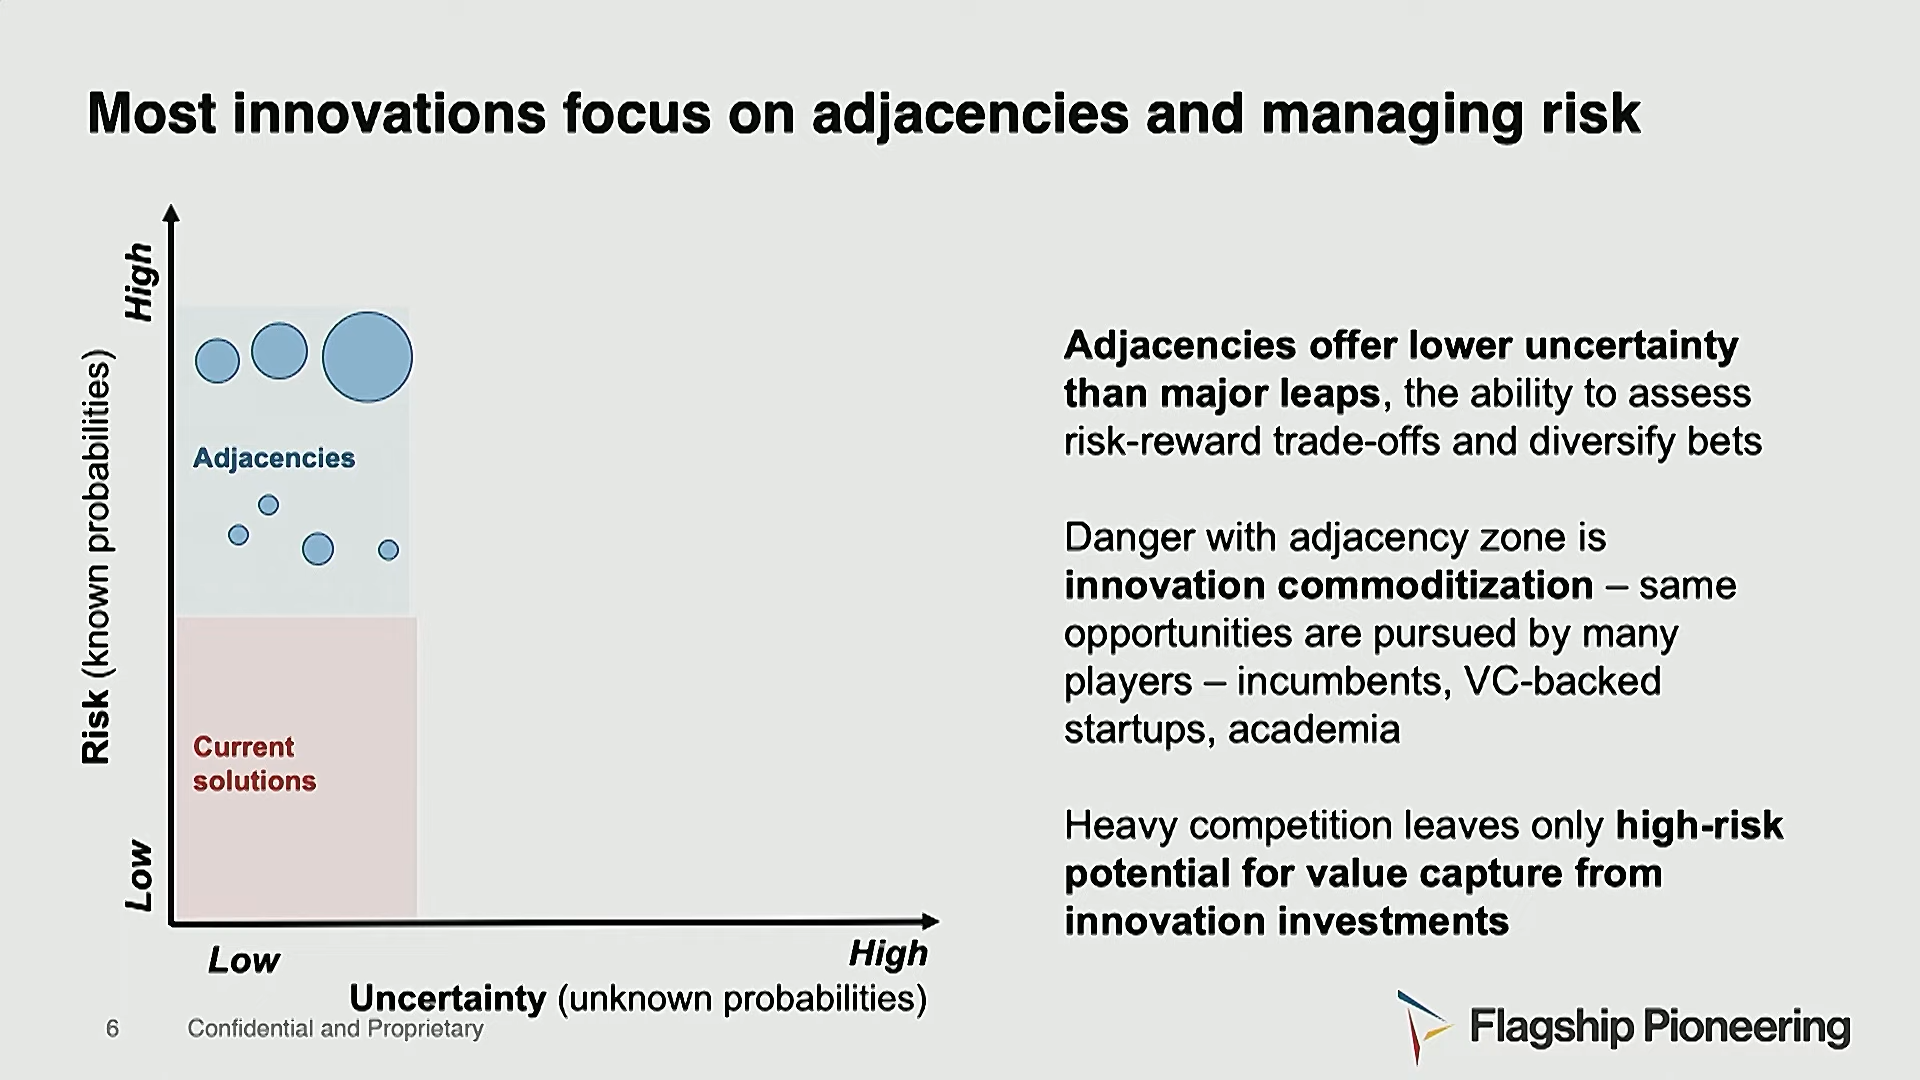 Most innovations focus on adjacencies and managing risk
High
Risk (known probabilities)
Low
Adjacencies
Current
solutions
Low
High
Uncertainty (unknown probabilities)
Adjacencies offer lower uncertainty
than major leaps, the ability to assess
risk-reward trade-offs and diversify bets
Danger with adjacency zone is
innovation commoditization – same
opportunities are pursued by many
players – incumbents, VC-backed
startups, academia
Heavy competition leaves only high-risk
potential for value capture from
innovation investments
6
Confidential and Proprietary
Flagship Pioneering